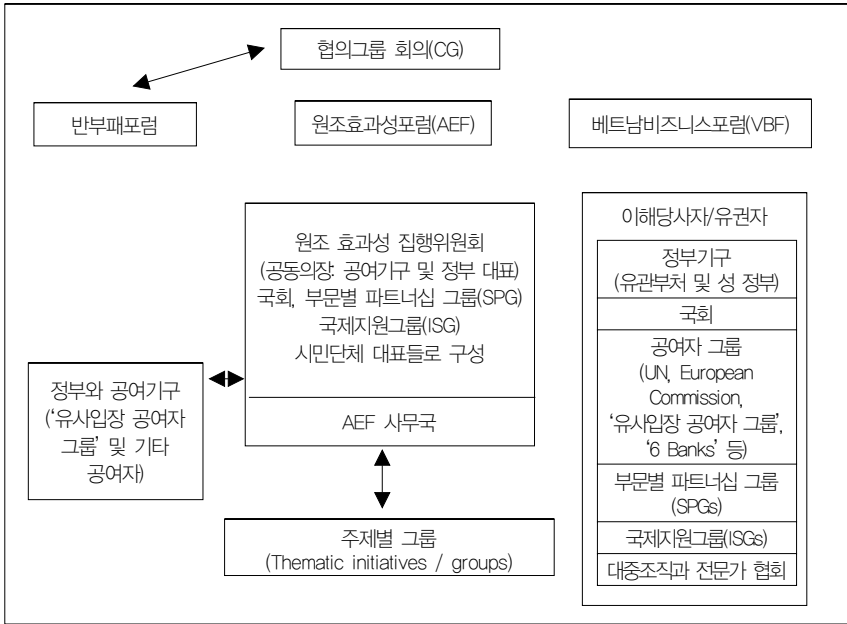 협의그룹 회의(CG)
반부패포럼
원조효과성포럼(AEF)
베트남비즈니스포럼(VBF)
원조 효과성 집행위원회
(공동의장: 공여기구 및 정부 대표)
국회, 부문별 파트너십 그룹(SPG)
국제지원그룹(ISG)
시민단체 대표들로 구성
AEF 사무국
정부와 공여기구
(‘유사입장 공여자
그룹’ 및 기타
공여자)
주제별 그룹
(Thematic initiatives / groups)
이해당사자/유권자
정부기구
(유관부처 및 성 정부)
국회
공여자 그룹
(UN, European
Commission,
‘유사입장 공여자 그룹’,
‘6 Banks’ 등)
부문별 파트너십 그룹
(SPGs)
국제지원그룹(ISGs)
대중조직과 전문가 협회